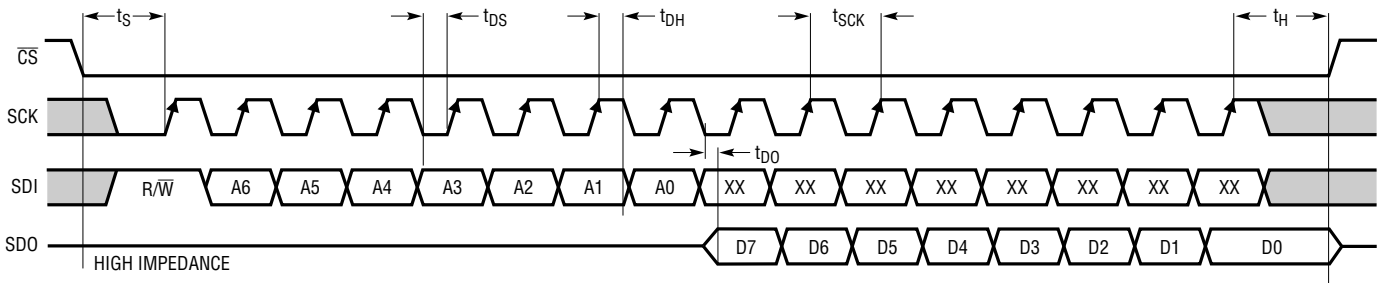 tS tDS tDH tSCK tH
C̅S̅
SCK
tDO
SDI R/W̅ A6 A5 A4 A3 A2 A1 A0 XX XX XX XX XX XX XX XX
SDO D7 D6 D5 D4 D3 D2 D1 D0
HIGH IMPEDANCE